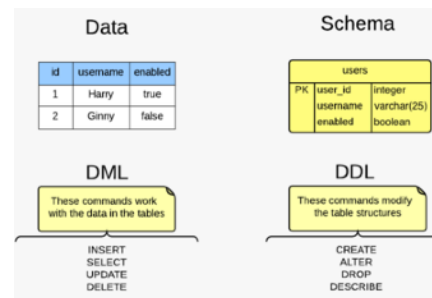 Data
id username enabled
1 Harry true
2 Ginny false
DML
These commands work
with the data in the tables
INSERT
SELECT
UPDATE
DELETE
Schema
users
PK user_id integer
username varchar(25)
enabled boolean
DDL
These commands modify
the table structures
CREATE
ALTER
DROP
DESCRIBE